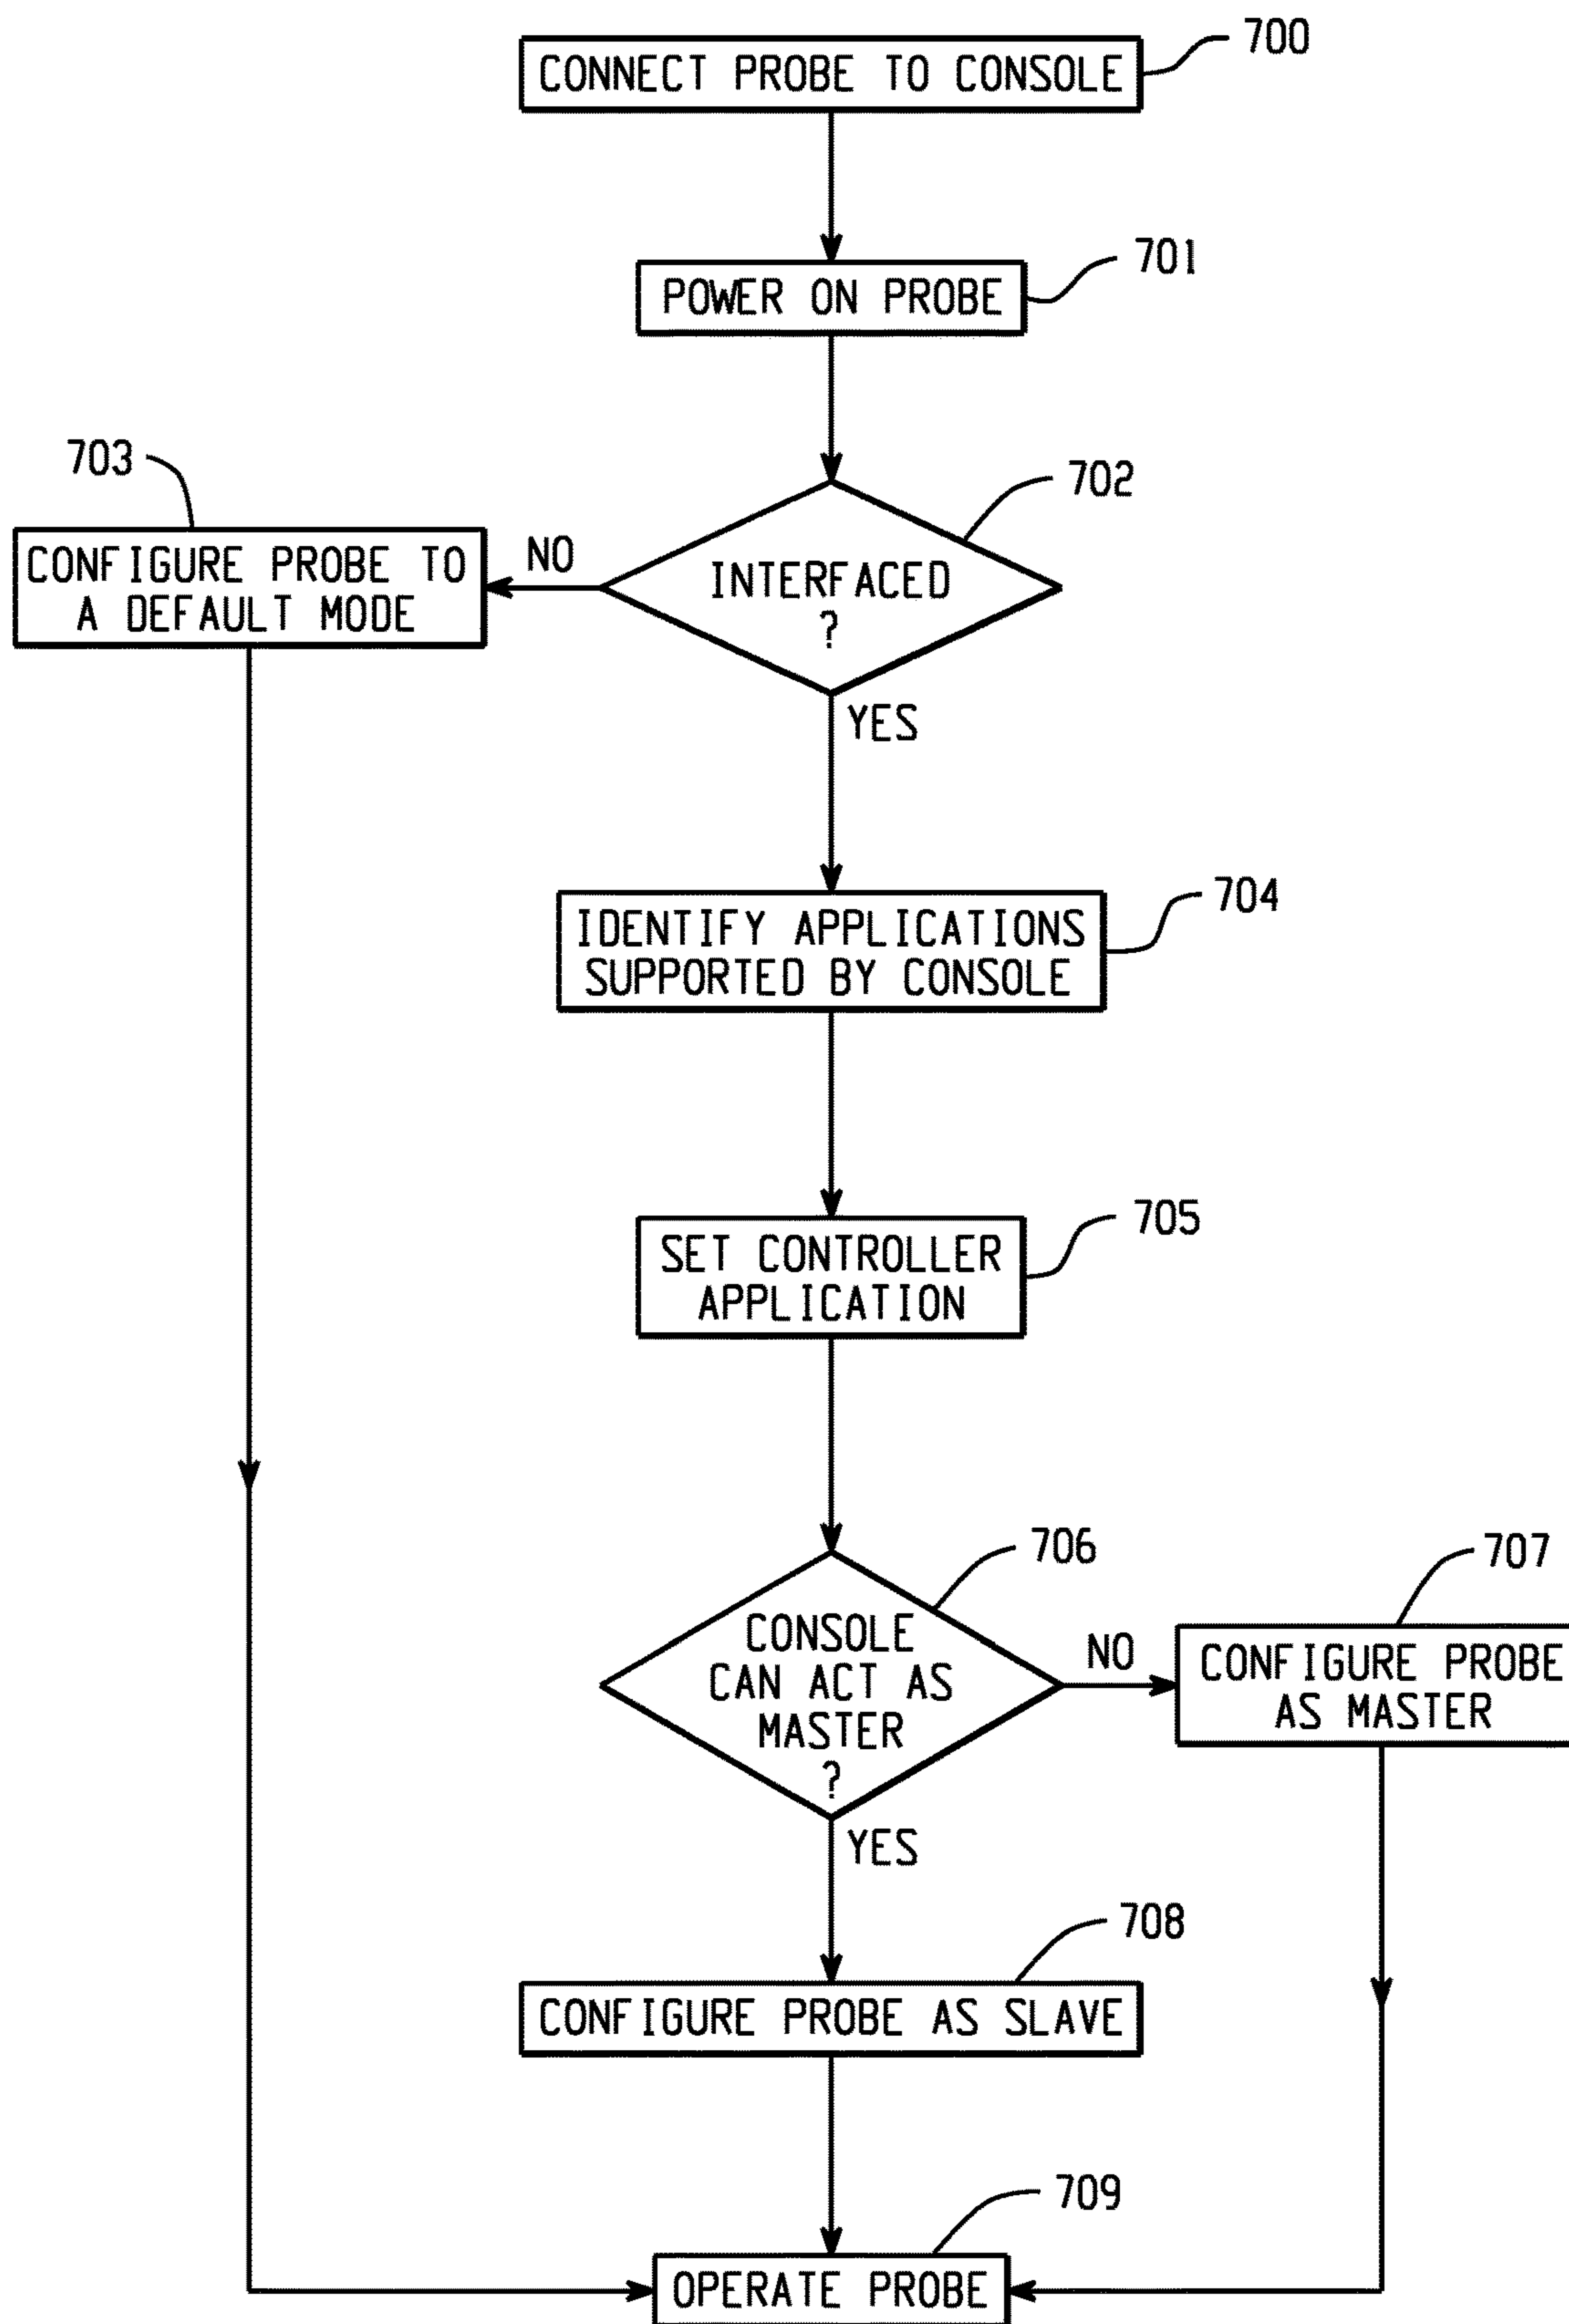 700
CONNECT PROBE TO CONSOLE
701
POWER ON PROBE
703
702
CONFIGURE PROBE TO
A DEFAULT MODE
NO
INTERFACED
?
YES
704
IDENTIFY APPLICATIONS
SUPPORTED BY CONSOLE
705
SET CONTROLLER
APPLICATION
706
707
CONSOLE
CAN ACT AS
MASTER
?
NO
CONFIGURE PROBE
AS MASTER
YES
708
CONFIGURE PROBE AS SLAVE
709
OPERATE PROBE